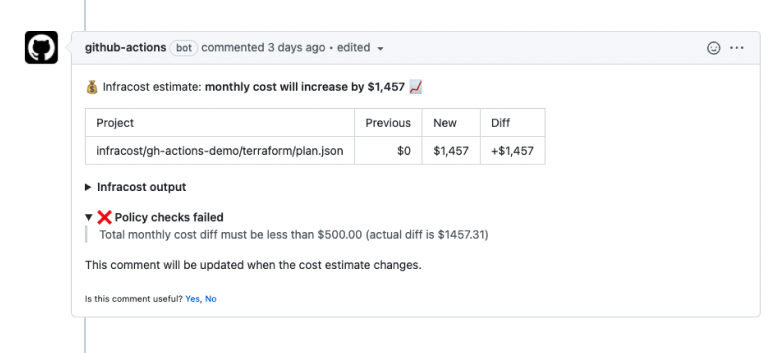 github-actions bot commented 3 days ago • edited
💰 Infracost estimate: monthly cost will increase by $1,457 📈
Project Previous New Diff
infracost/gh-actions-demo/terraform/plan.json $0 $1,457 +$1,457
Infracost output
❌ Policy checks failed
Total monthly cost diff must be less than $500.00 (actual diff is $1457.31)
This comment will be updated when the cost estimate changes.
Is this comment useful? Yes, No